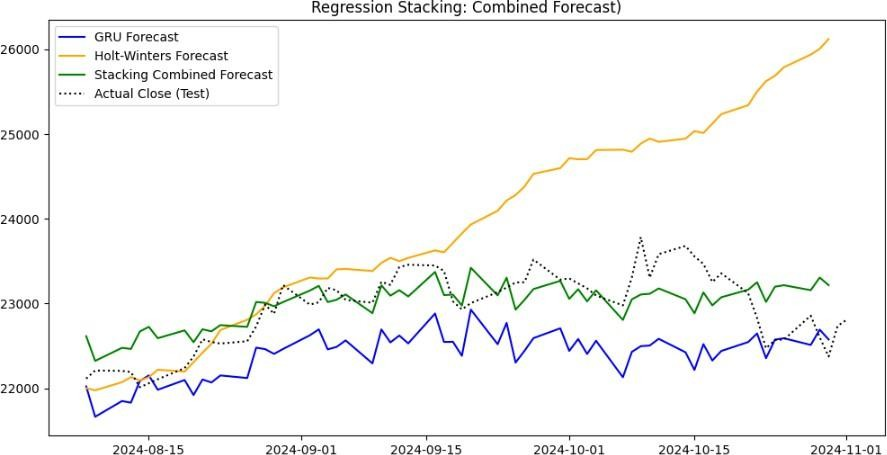 Regression Stacking: Combined Forecast)
GRU Forecast
Holt-Winters Forecast
Stacking Combined Forecast
Actual Close (Test)
26000
25000
24000
23000
22000
2024-08-15
2024-09-01
2024-09-15
2024-10-01
2024-10-15
2024-11-01